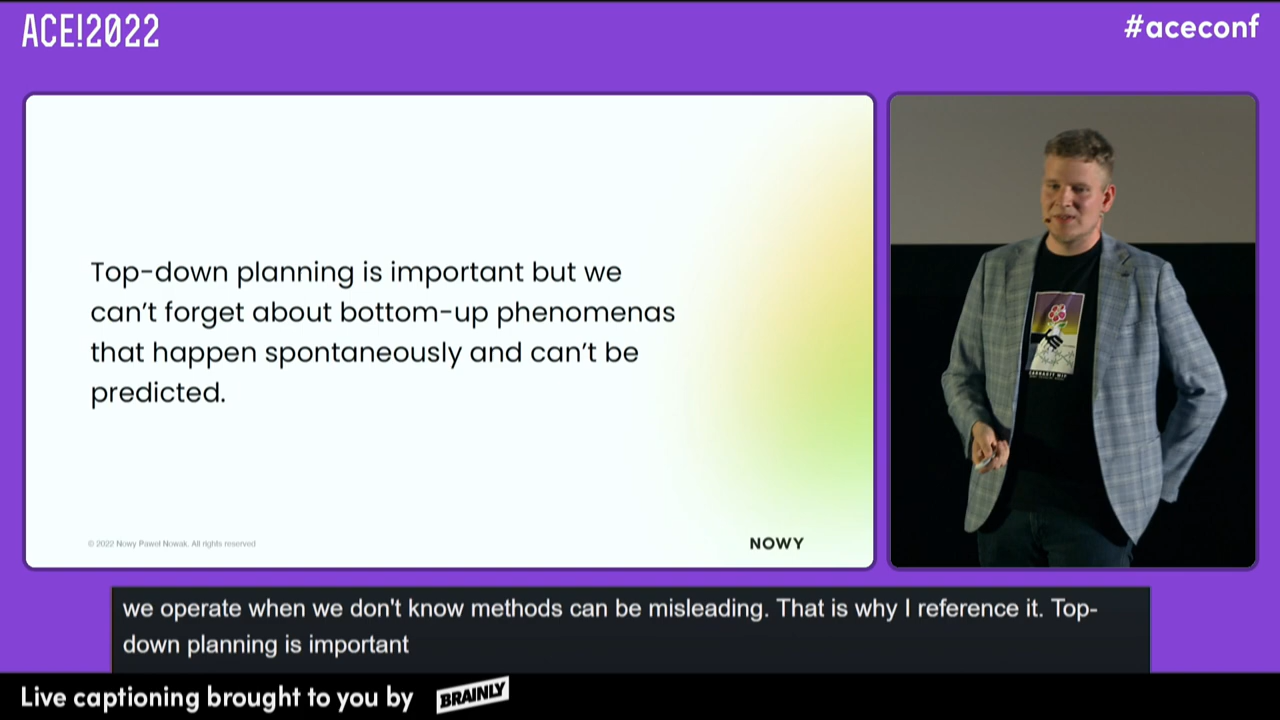 ACE!2022
#aceconf
Top-down planning is important but we
can't forget about bottom-up phenomenas
that happen spontaneously and can't be
predicted.
© 2022 Nowy Paweł Nowak. All rights reserved
NOWY
CARHARTT WIP
we operate when we don't know methods can be misleading. That is why I reference it. Top-
down planning is important
Live captioning brought to you by
BRAINLY